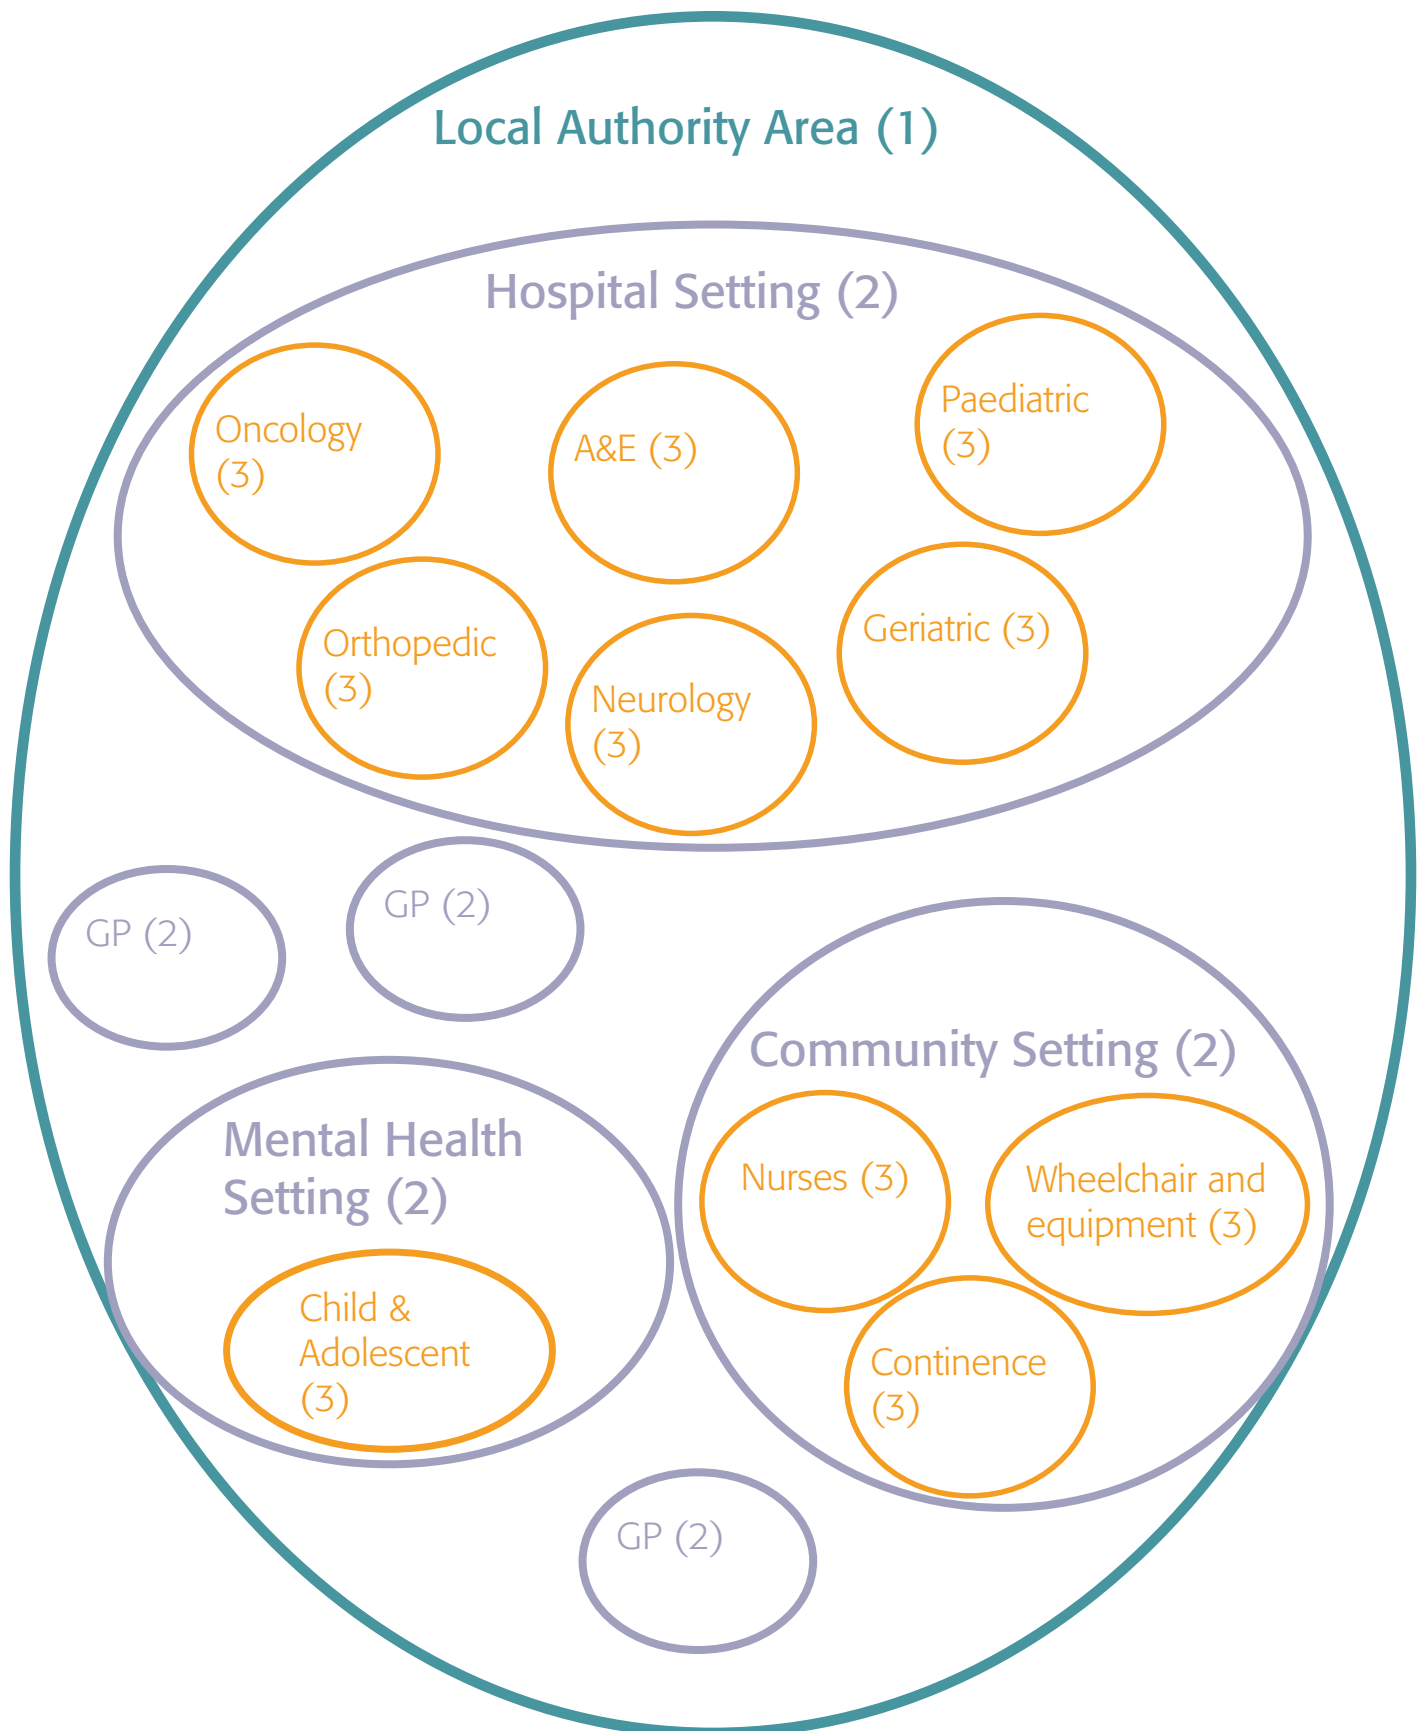 Local Authority Area (1)
Hospital Setting (2)
Oncology
(3)
A&E (3)
Paediatric
(3)
Orthopedic
(3)
Neurology
(3)
Geriatric (3)
GP (2)
GP (2)
Mental Health
Setting (2)
Child &
Adolescent
(3)
Community Setting (2)
Nurses (3)
Wheelchair and
equipment (3)
Continence
(3)
GP (2)